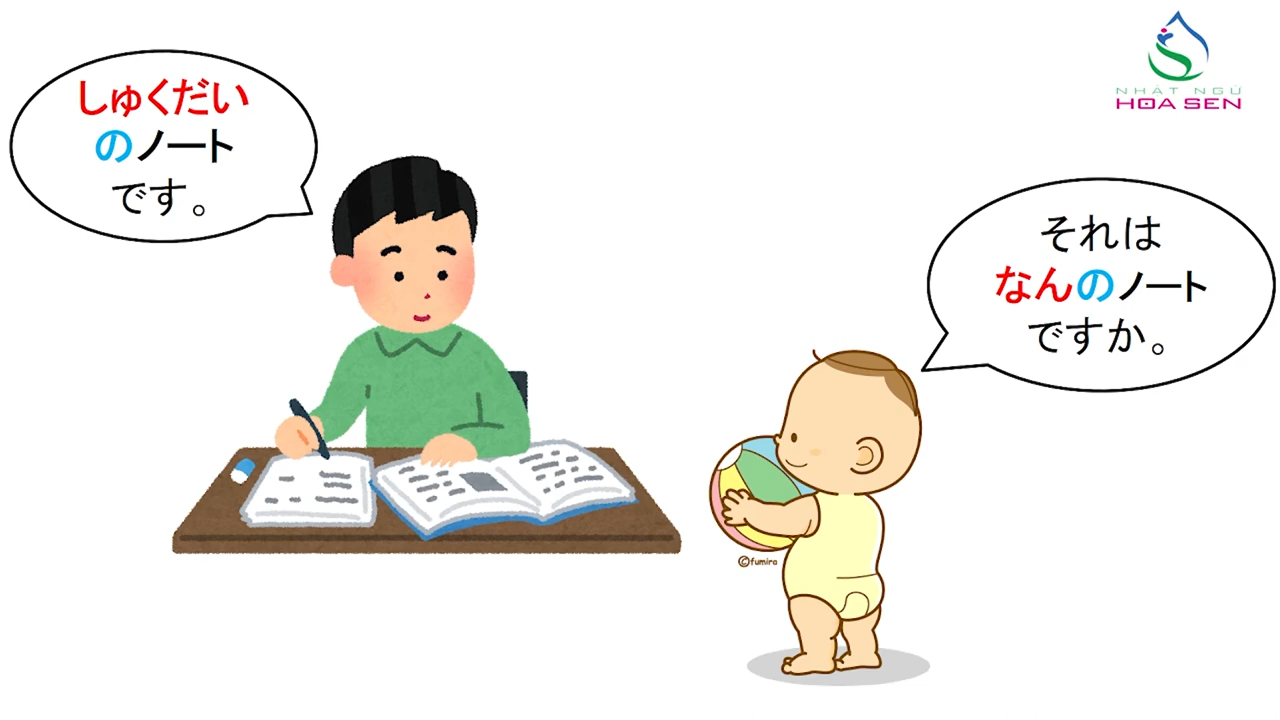 しゅくだい
のノート
です。
NHẬT NGỮ
HOA SEN
それは
なんのノート
ですか。
©fumira